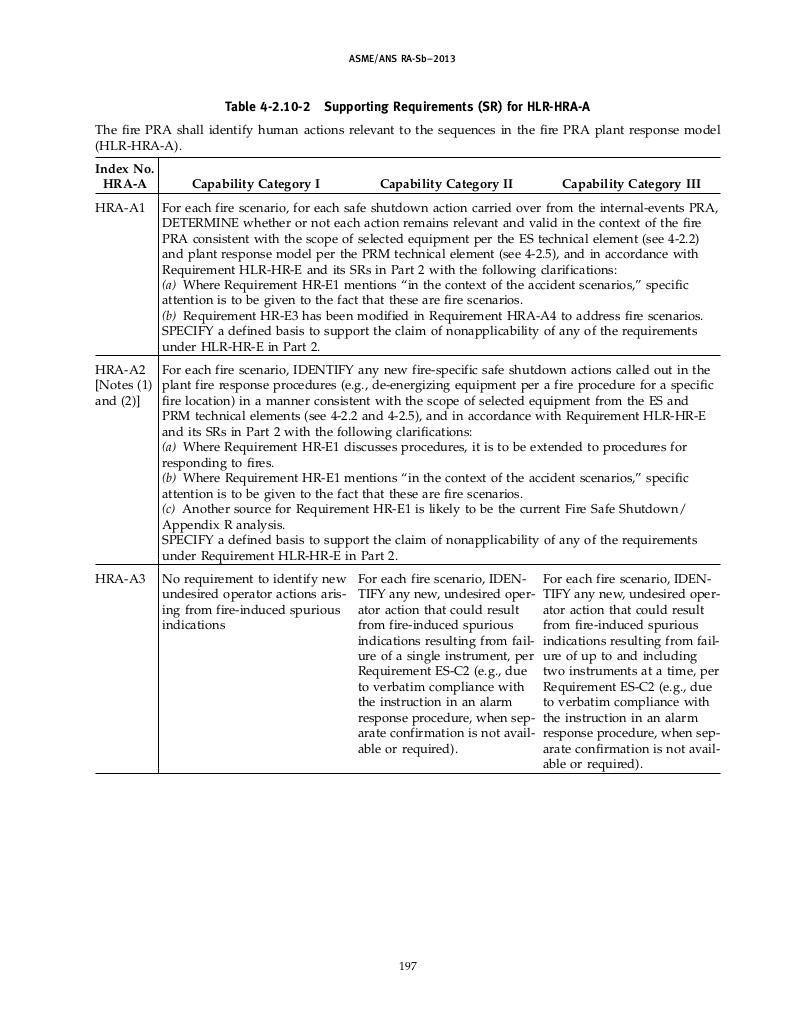 ASME/ANS RA-Sb–2013
Table 4-2.10-2 Supporting Requirements (SR) for HLR-HRA-A
The fire PRA shall identify human actions relevant to the sequences in the fire PRA plant response model
(HLR-HRA-A).
Index No.
HRA-A Capability Category I Capability Category II Capability Category III
HRA-A1 For each fire scenario, for each safe shutdown action carried over from the internal-events PRA,
DETERMINE whether or not each action remains relevant and valid in the context of the fire
PRA consistent with the scope of selected equipment per the ES technical element (see 4-2.2)
and plant response model per the PRM technical element (see 4-2.5), and in accordance with
Requirement HLR-HR-E and its SRs in Part 2 with the following clarifications:
(a) Where Requirement HR-E1 mentions “in the context of the accident scenarios,” specific
attention is to be given to the fact that these are fire scenarios.
(b) Requirement HR-E3 has been modified in Requirement HRA-A4 to address fire scenarios.
SPECIFY a defined basis to support the claim of nonapplicability of any of the requirements
under HLR-HR-E in Part 2.
HRA-A2 For each fire scenario, IDENTIFY any new fire-specific safe shutdown actions called out in the
[Notes (1) plant fire response procedures (e.g., de-energizing equipment per a fire procedure for a specific
and (2)] fire location) in a manner consistent with the scope of selected equipment from the ES and
PRM technical elements (see 4-2.2 and 4-2.5), and in accordance with Requirement HLR-HR-E
and its SRs in Part 2 with the following clarifications:
(a) Where Requirement HR-E1 discusses procedures, it is to be extended to procedures for
responding to fires.
(b) Where Requirement HR-E1 mentions “in the context of the accident scenarios,” specific
attention is to be given to the fact that these are fire scenarios.
(c) Another source for Requirement HR-E1 is likely to be the current Fire Safe Shutdown/
Appendix R analysis.
SPECIFY a defined basis to support the claim of nonapplicability of any of the requirements
under Requirement HLR-HR-E in Part 2.
HRA-A3 No requirement to identify new
undesired operator actions aris-
ing from fire-induced spurious
indications
For each fire scenario, IDEN-
TIFY any new, undesired oper-
ator action that could result
from fire-induced spurious
indications resulting from fail-
ure of a single instrument, per
Requirement ES-C2 (e.g., due
to verbatim compliance with
the instruction in an alarm
response procedure, when sep-
arate confirmation is not avail-
able or required).
For each fire scenario, IDEN-
TIFY any new, undesired oper-
ator action that could result
from fire-induced spurious
indications resulting from fail-
ure of up to and including
two instruments at a time, per
Requirement ES-C2 (e.g., due
to verbatim compliance with
the instruction in an alarm
response procedure, when sep-
arate confirmation is not avail-
able or required).
197